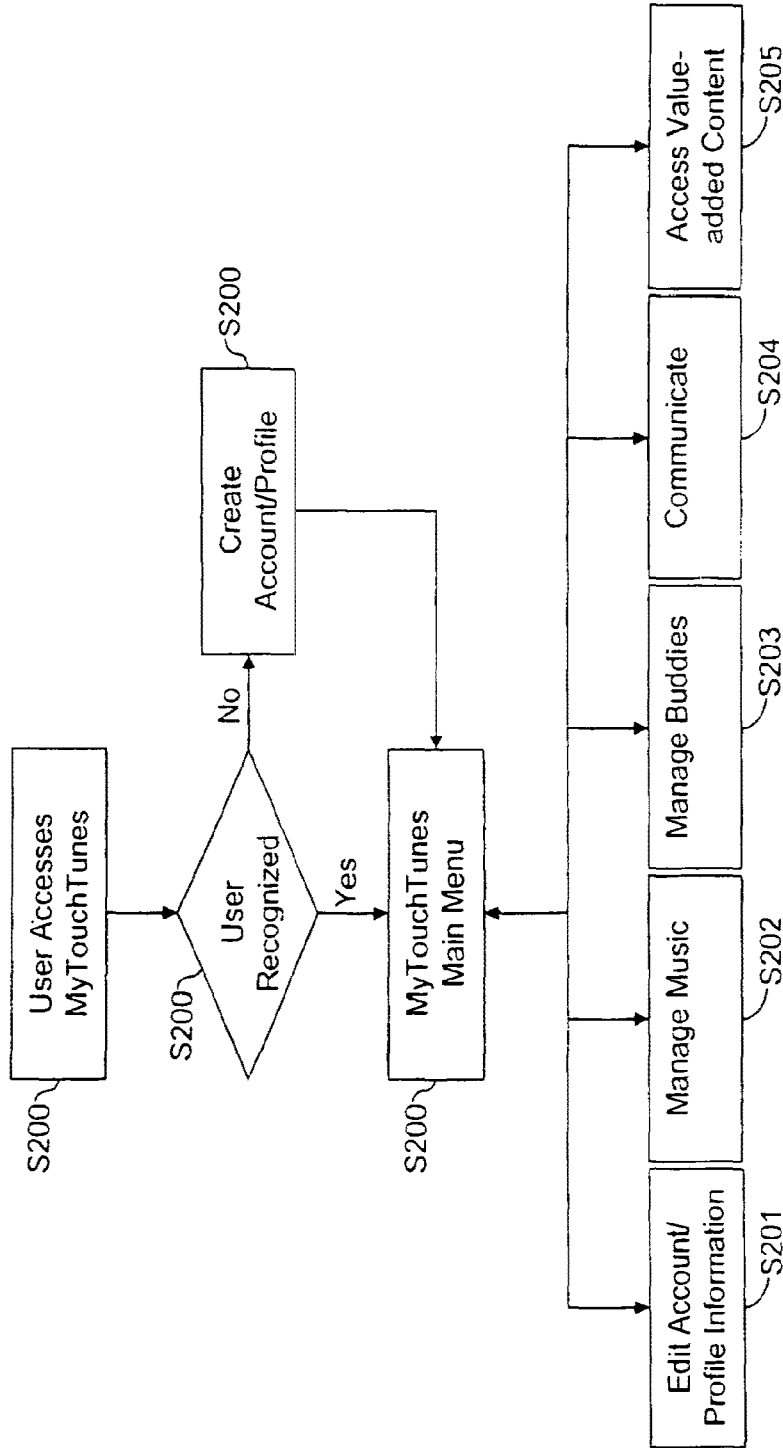 User Accesses
MyTouchTunes
S200
User
Recognized
S200
No
Create
Account/Profile
S200
Yes
MyTouchTunes
Main Menu
S200
Edit Account/
Profile Information
S201
Manage Music
S202
Manage Buddies
S203
Communicate
S204
Access Value-
added Content
S205